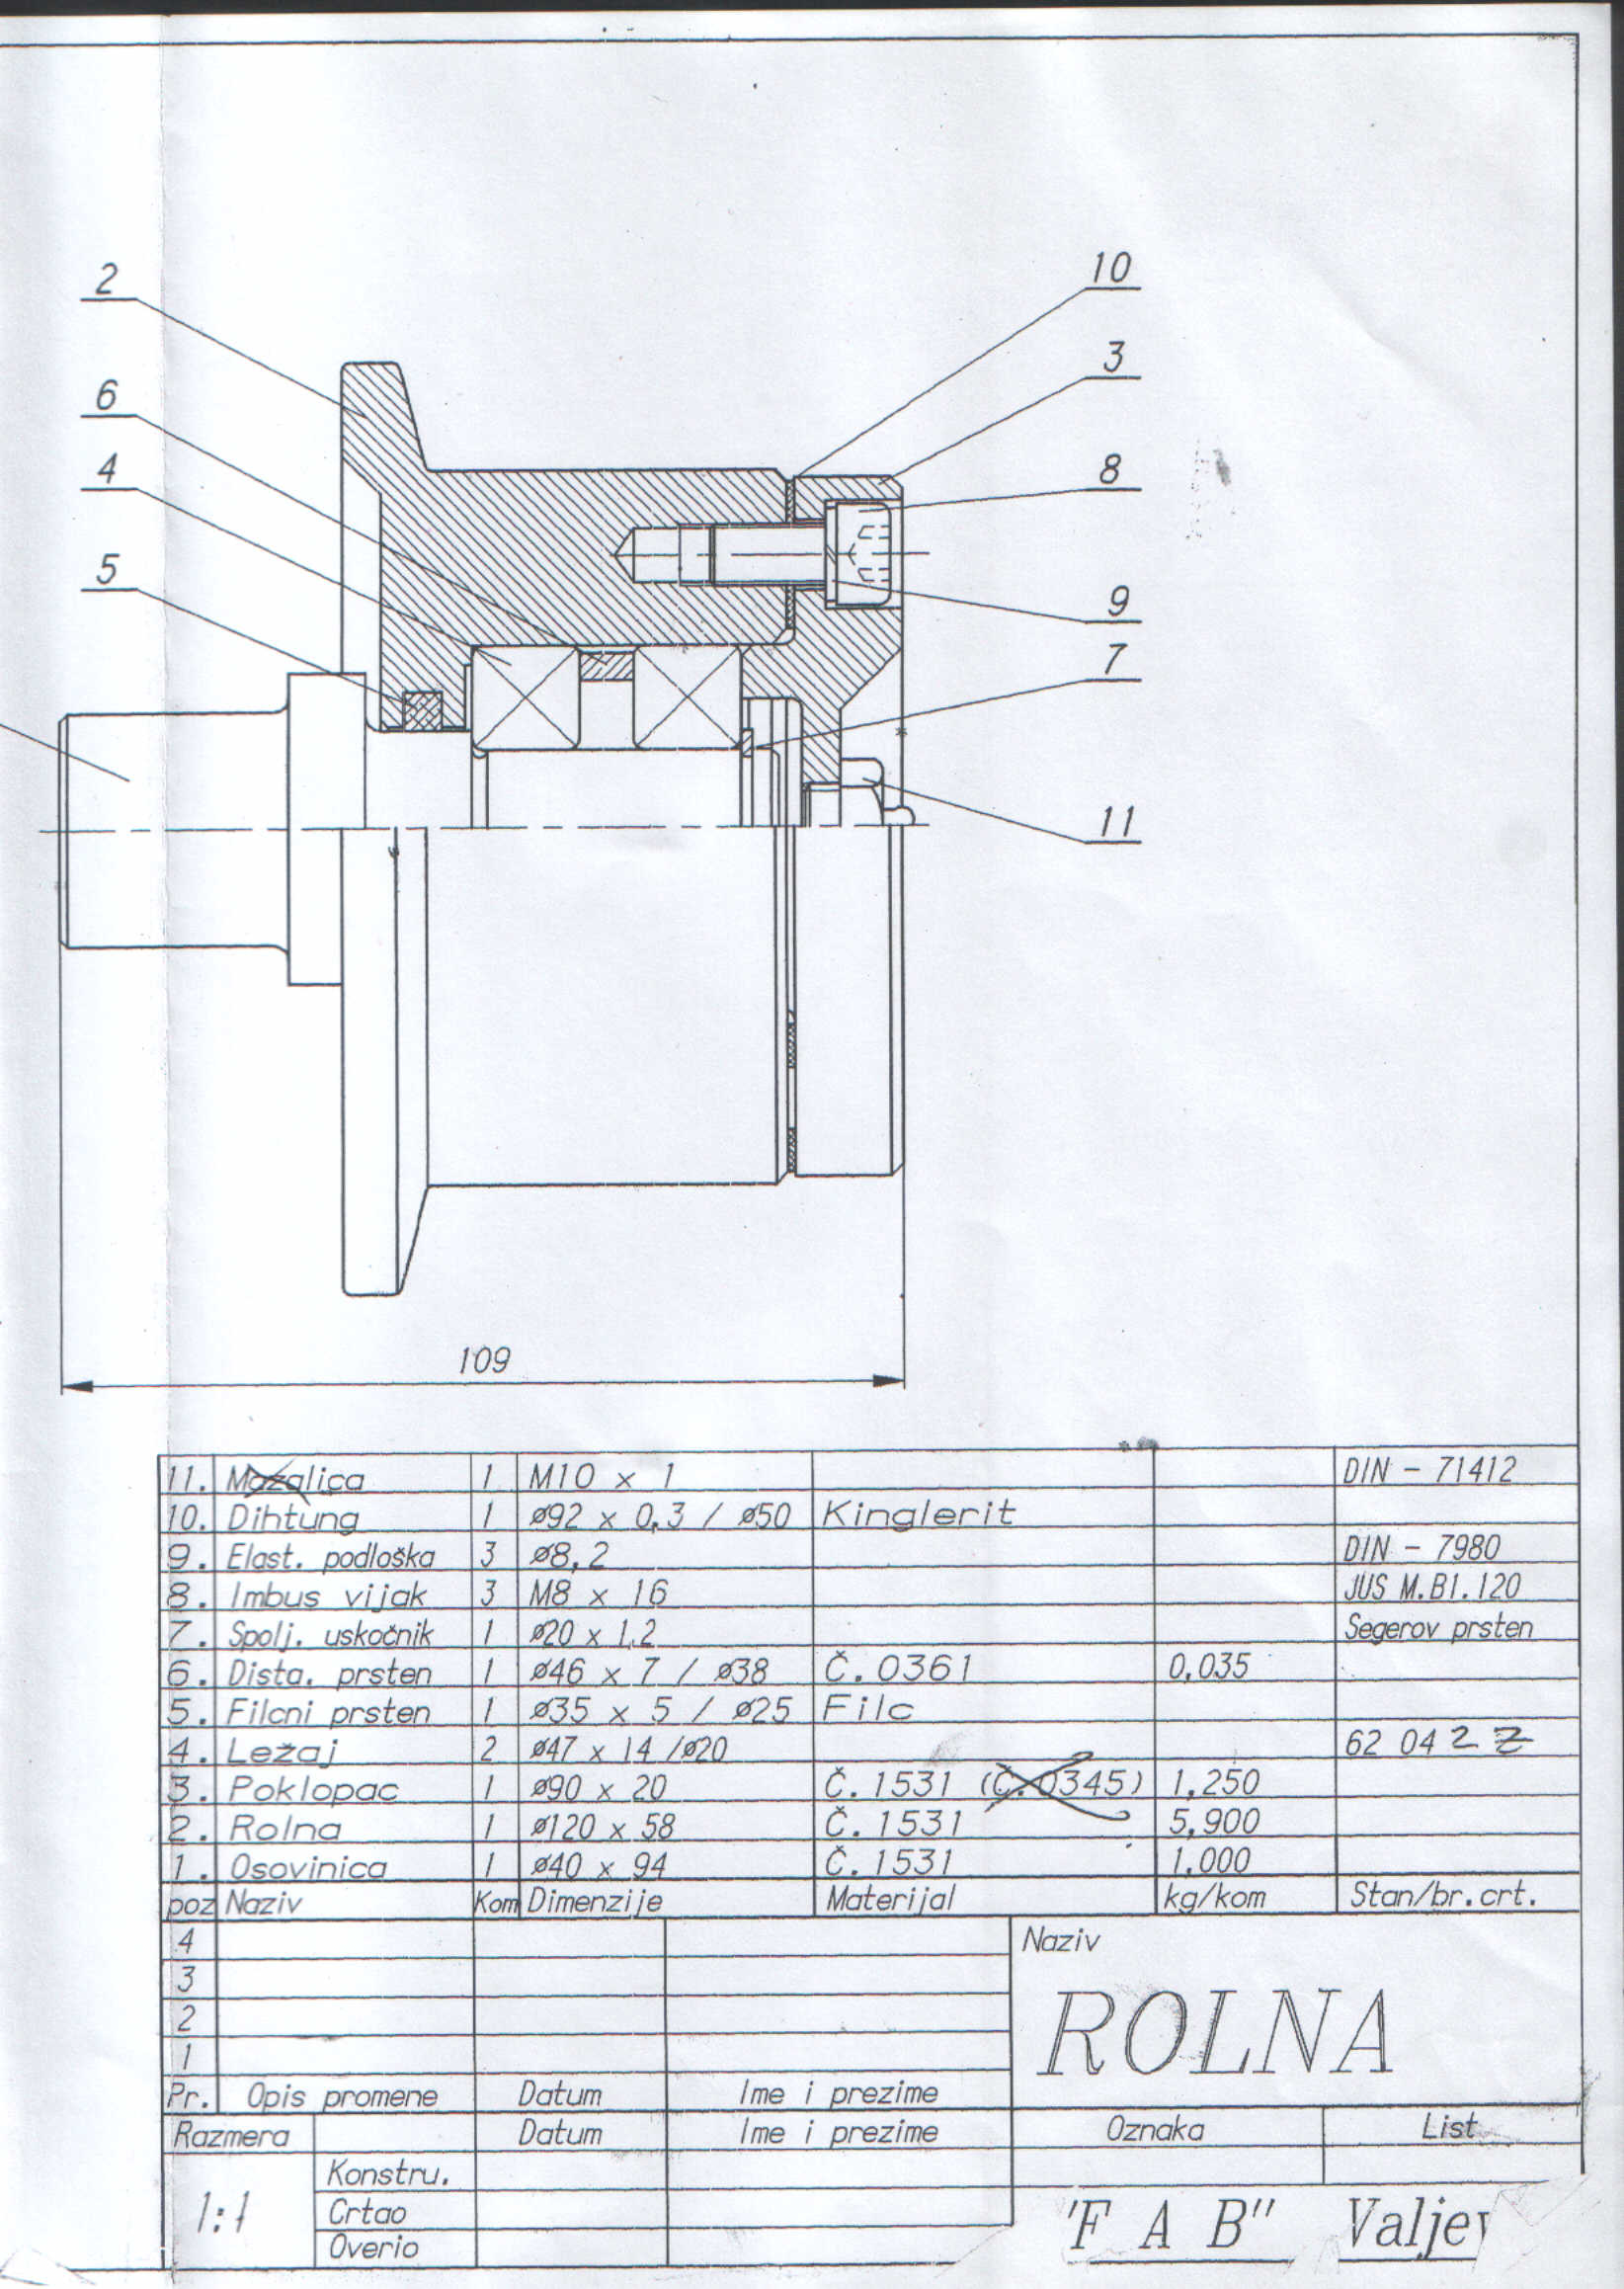 2
6
4
5
10
3
8
9
7
11
109
11. Mazalica 1 M10 x 1 DIN - 71412
10. Dihtung 1 ø92 x 0,3 / ø50 Kinglerit
9. Elast. podloška 3 ø8,2 DIN - 7980
8. Imbus vijak 3 M8 x 16 JUS M.B1.120
7. Spolj. uskočnik 1 ø20 x 1,2 Segerov prsten
6. Dista. prsten 1 ø46 x 7 / ø38 Č.0361 0,035
5. Filcni prsten 1 ø35 x 5 / ø25 Filc
4. Ležaj 2 ø47 x 14 /ø20 62 04 2 Z
3. Poklopac 1 ø90 x 20 Č.1531 (Č.0345) 1,250
2. Rolna 1 ø120 x 58 Č.1531 5,900
1. Osovinica 1 ø40 x 94 Č.1531 1.000
poz Naziv Kom Dimenzije Materijal kg/kom Stan/br.crt.
4
3
2
1
Pr. Opis promene Datum Ime i prezime
Naziv
ROLNA
Razmera Datum Ime i prezime Oznaka List
1:1
Konstru.
Crtao
Overio
"F A B" Valjev